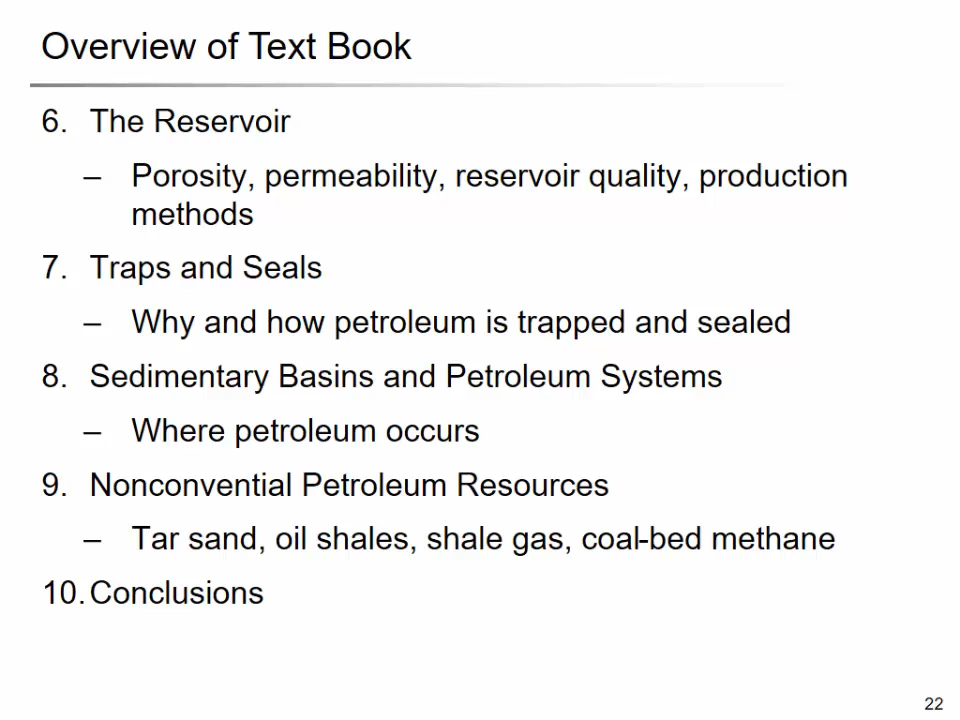 Overview of Text Book
6. The Reservoir
– Porosity, permeability, reservoir quality, production
methods
7. Traps and Seals
– Why and how petroleum is trapped and sealed
8. Sedimentary Basins and Petroleum Systems
– Where petroleum occurs
9. Nonconvential Petroleum Resources
– Tar sand, oil shales, shale gas, coal-bed methane
10. Conclusions
22